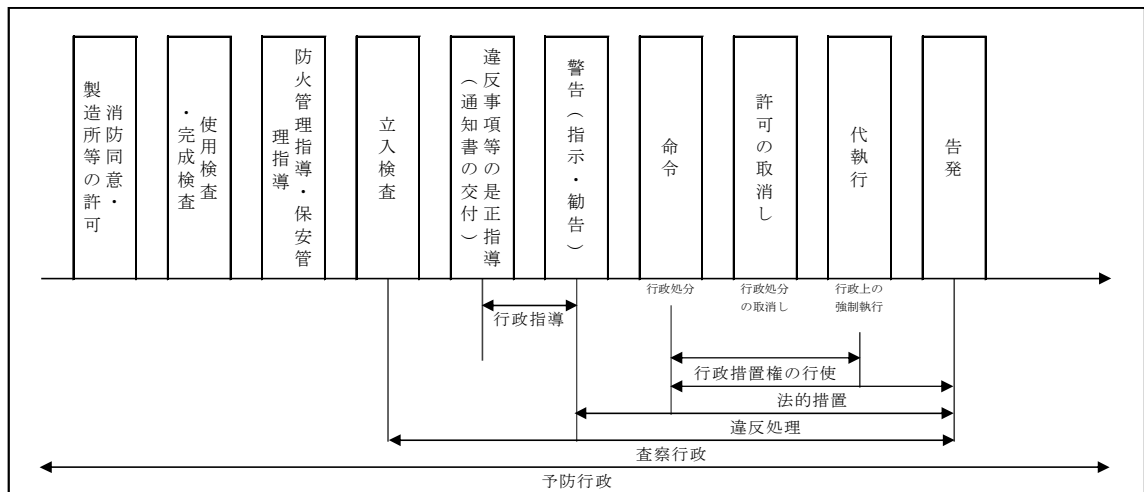 消防同意・
製造所等の許可
使用検査
・完成検査
防火管理指導・保安管
理指導
立入検査
違反事項等の是正指導
（通知書の交付）
警告（指示・勧告）
命令
許可の取消し
代執行
告発
行政処分
行政処分
の取消し
行政上の
強制執行
行政指導
行政措置権の行使
法的措置
違反処理
査察行政
予防行政